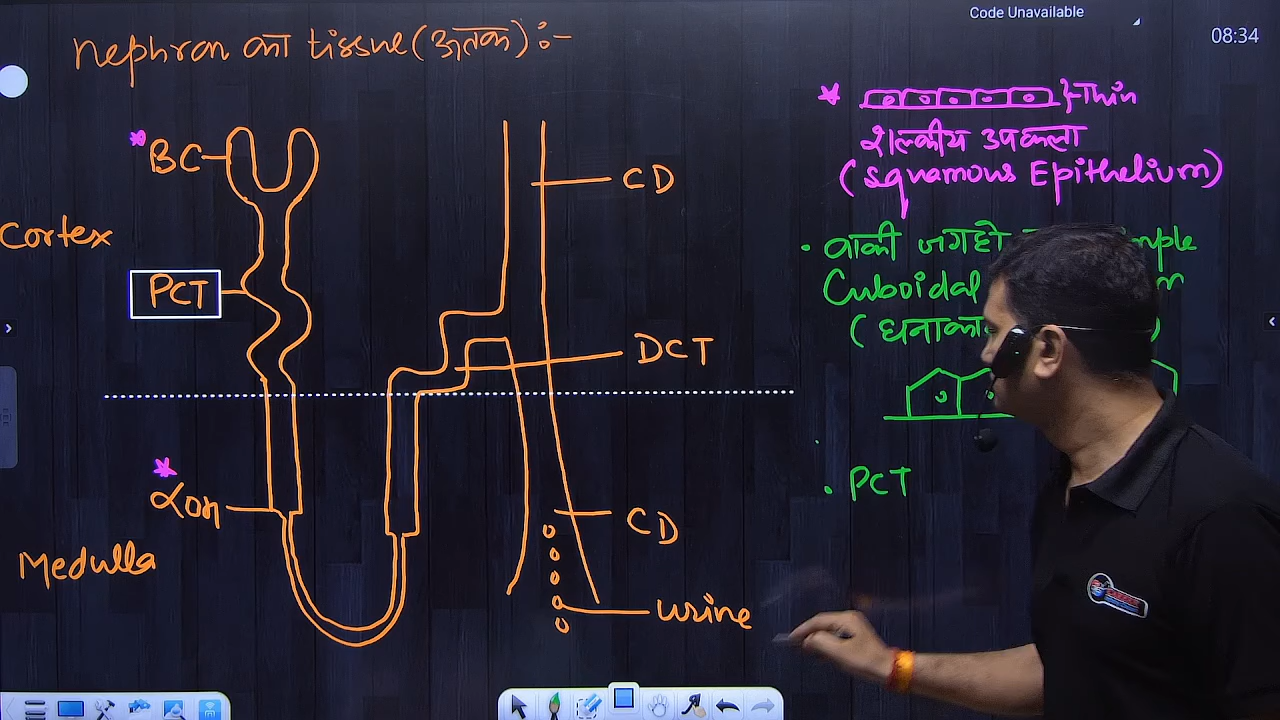 Code Unavailable
08:34
Nephron का tissue (ऊतक) :-
BC
Cortex
PCT
LOH
Medulla
CD
DCT
CD
urine
}-Thin
शल्कीय उपकला
(Squamous Epithelium)
• बाकी जगहो
Cuboidal
• PCT